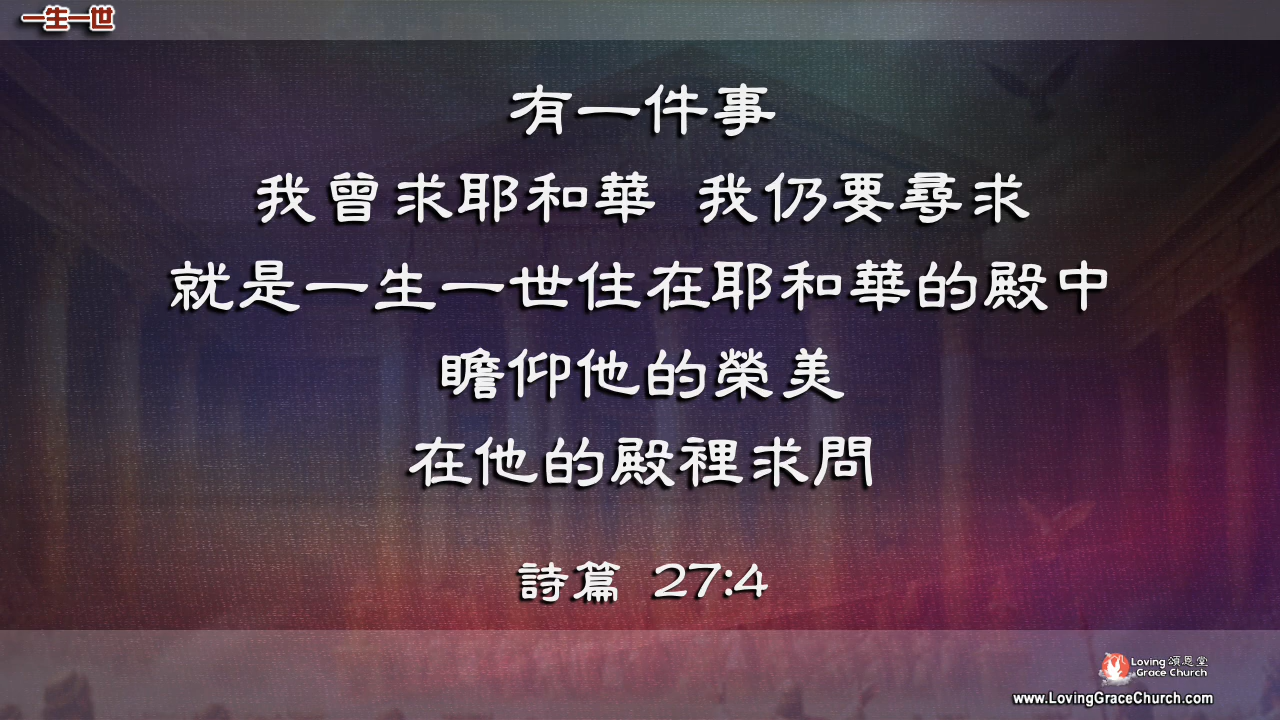 一生一世
有一件事
我曾求耶和華 我仍要尋求
就是一生一世住在耶和華的殿中
瞻仰他的榮美
在他的殿裡求問
詩篇 27:4
Loving 頌恩堂
Grace Church
www.LovingGraceChurch.com